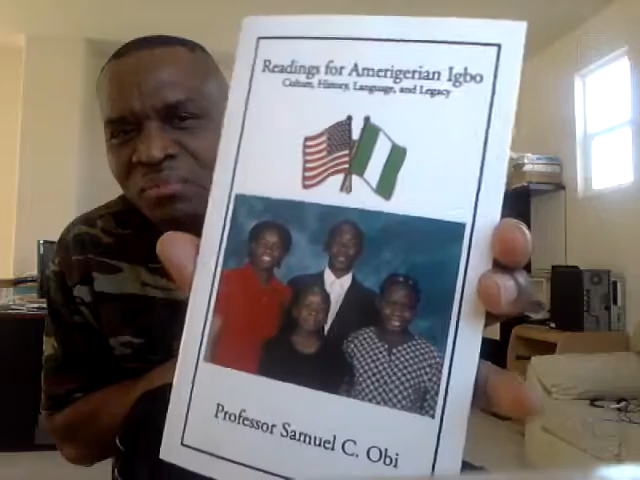 Readings for Amerigerian Igbo
Culture, History, Language, and Legacy
Professor Samuel C. Obi